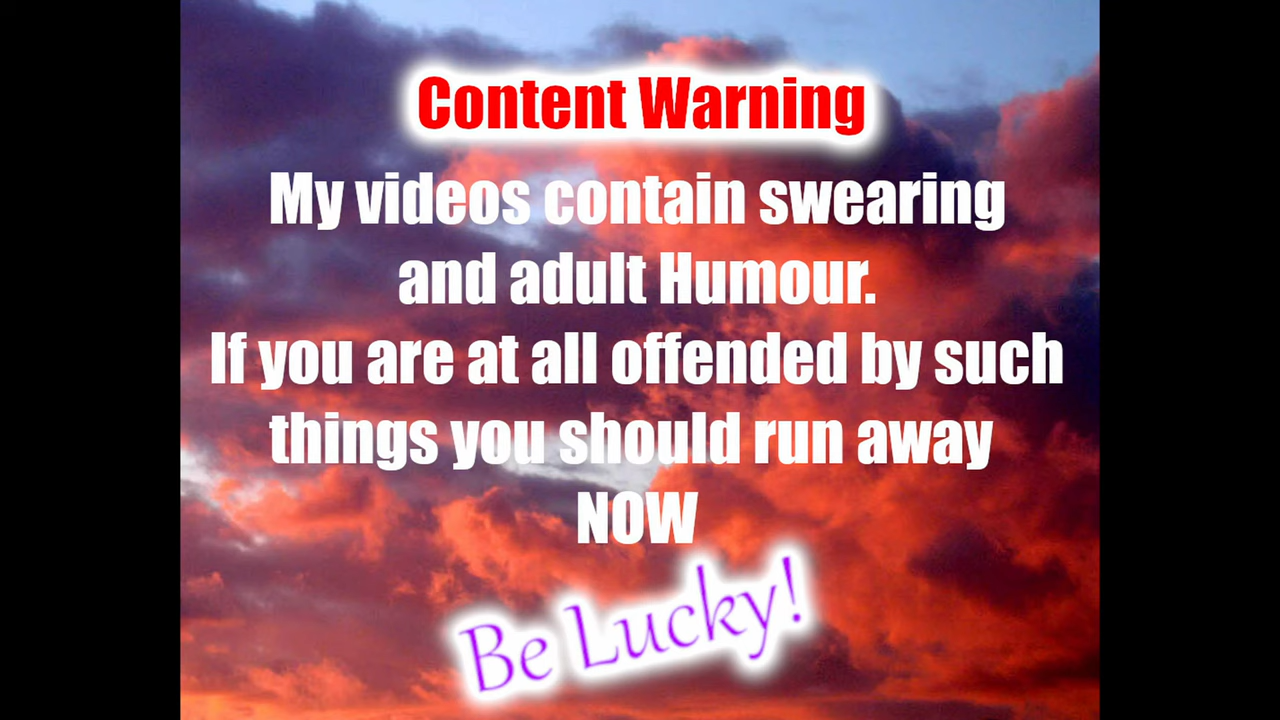 Content Warning
My videos contain swearing
and adult Humour.
If you are at all offended by such
things you should run away
NOW
Be Lucky!